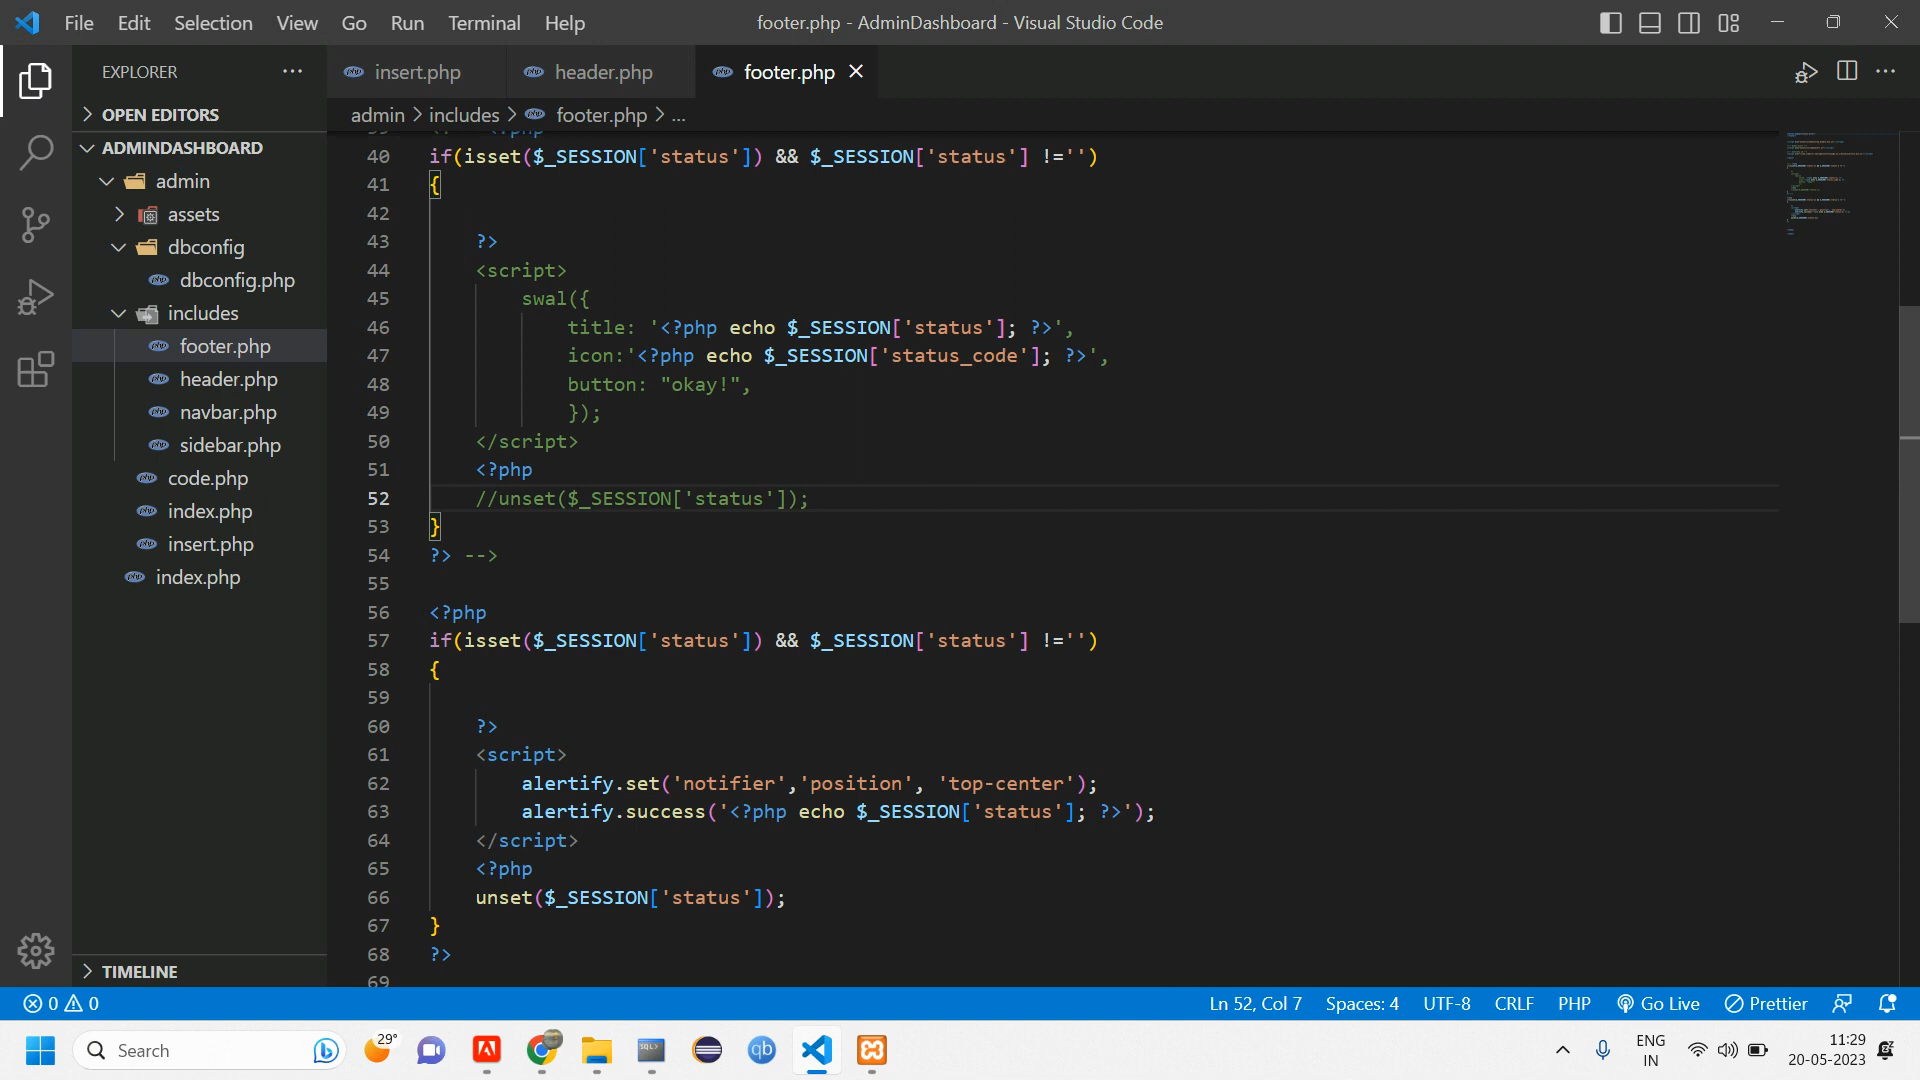 File Edit Selection View Go Run Terminal Help
footer.php - AdminDashboard - Visual Studio Code
EXPLORER
OPEN EDITORS
ADMINDASHBOARD
admin
assets
dbconfig
dbconfig.php
includes
footer.php
header.php
navbar.php
sidebar.php
code.php
index.php
insert.php
index.php
TIMELINE
insert.php header.php footer.php
admin > includes > footer.php > ...
40 if(isset($_SESSION['status']) && $_SESSION['status'] !='')
41 {
42
43 ?>
44 <script>
45 swal({
46 title: '<?php echo $_SESSION['status']; ?>',
47 icon:'<?php echo $_SESSION['status_code']; ?>',
48 button: "okay!",
49 });
50 </script>
51 <?php
52 //unset($_SESSION['status']);
53 }
54 ?> -->
55
56 <?php
57 if(isset($_SESSION['status']) && $_SESSION['status'] !='')
58 {
59
60 ?>
61 <script>
62 alertify.set('notifier','position', 'top-center');
63 alertify.success('<?php echo $_SESSION['status']; ?>');
64 </script>
65 <?php
66 unset($_SESSION['status']);
67 }
68 ?>
69
0 0 Ln 52, Col 7 Spaces: 4 UTF-8 CRLF PHP Go Live Prettier
Search
29°
SQL>
qb
ENG
IN
11:29
20-05-2023